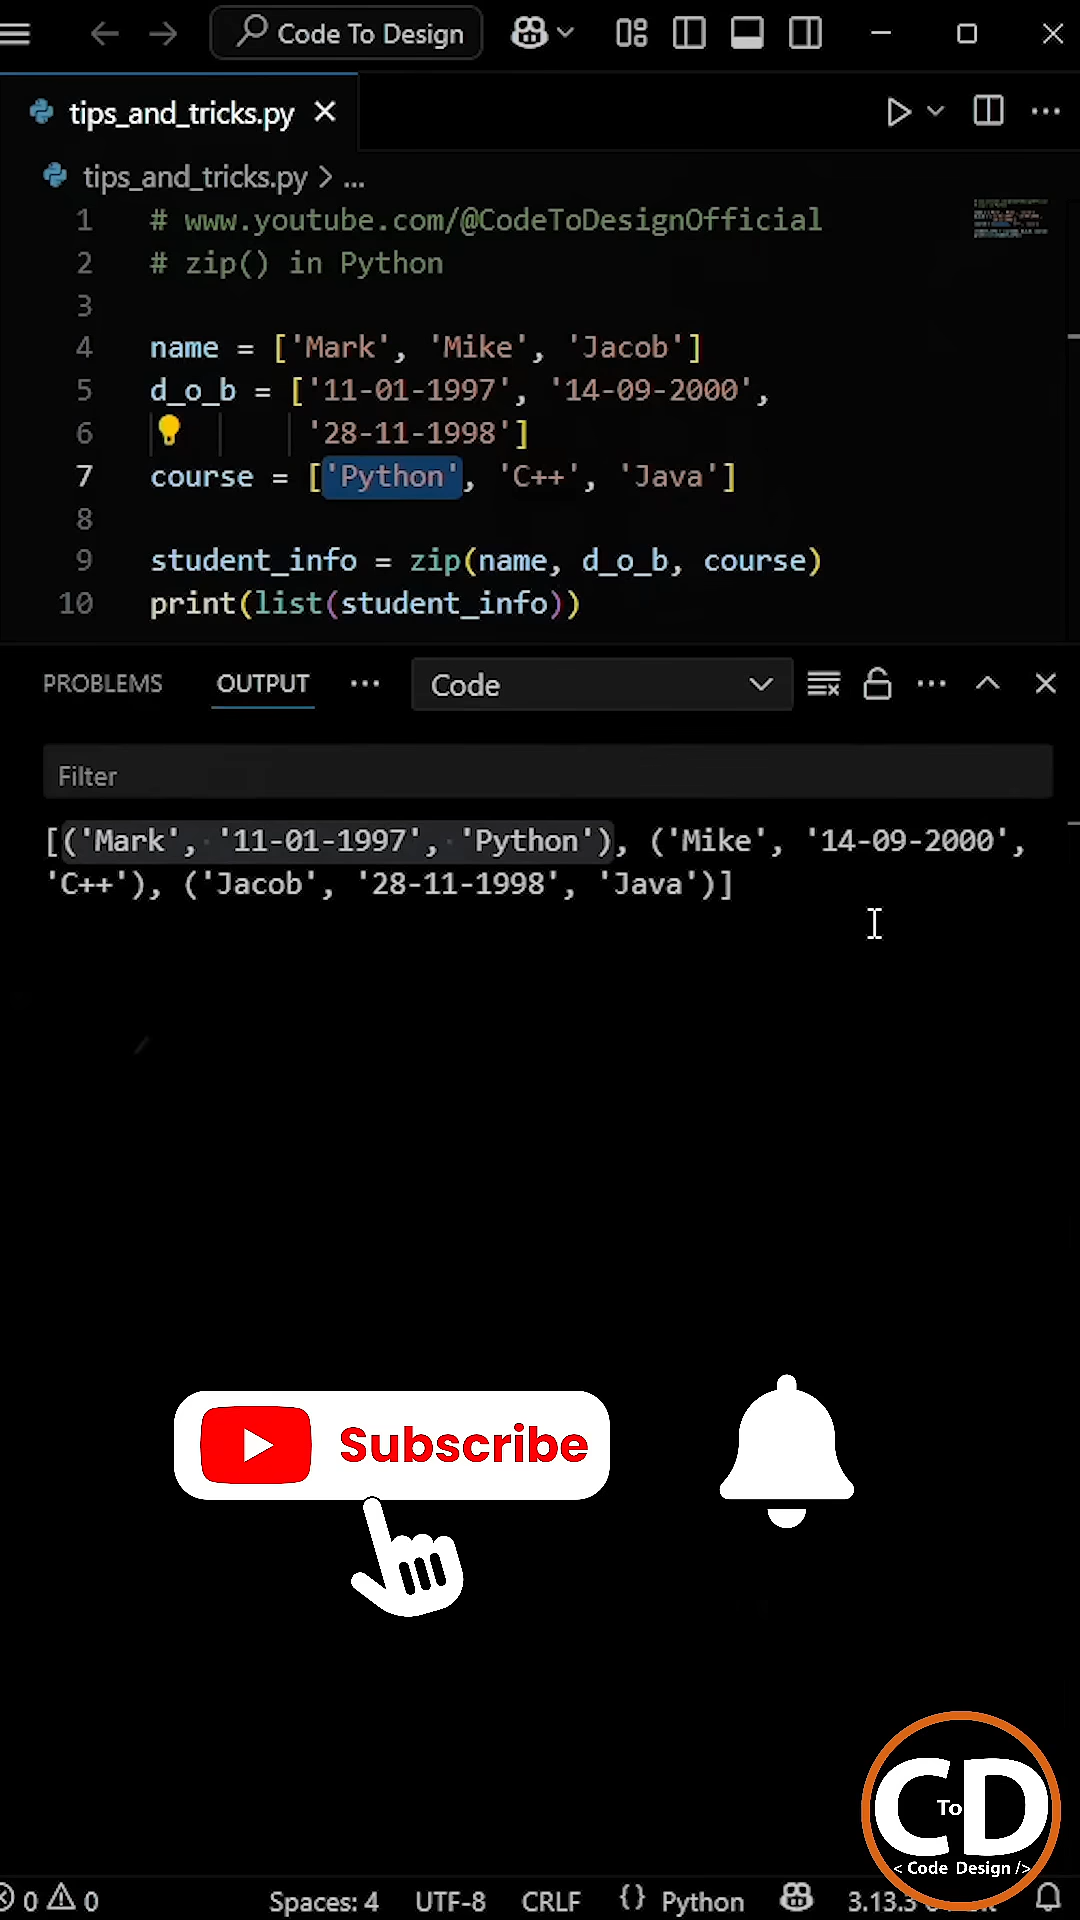 Code To Design
tips_and_tricks.py
tips_and_tricks.py > ...
1 # www.youtube.com/@CodeToDesignOfficial
2 # zip() in Python
3
4 name = ['Mark', 'Mike', 'Jacob']
5 d_o_b = ['11-01-1997', '14-09-2000',
6 '28-11-1998']
7 course = ['Python', 'C++', 'Java']
8
9 student_info = zip(name, d_o_b, course)
10 print(list(student_info))
PROBLEMS OUTPUT ... Code
Filter
[('Mark', '11-01-1997', 'Python'), ('Mike', '14-09-2000',
'C++'), ('Jacob', '28-11-1998', 'Java')]
Subscribe
C To D
< Code Design />
0 0 Spaces: 4 UTF-8 CRLF {} Python 3.13.3